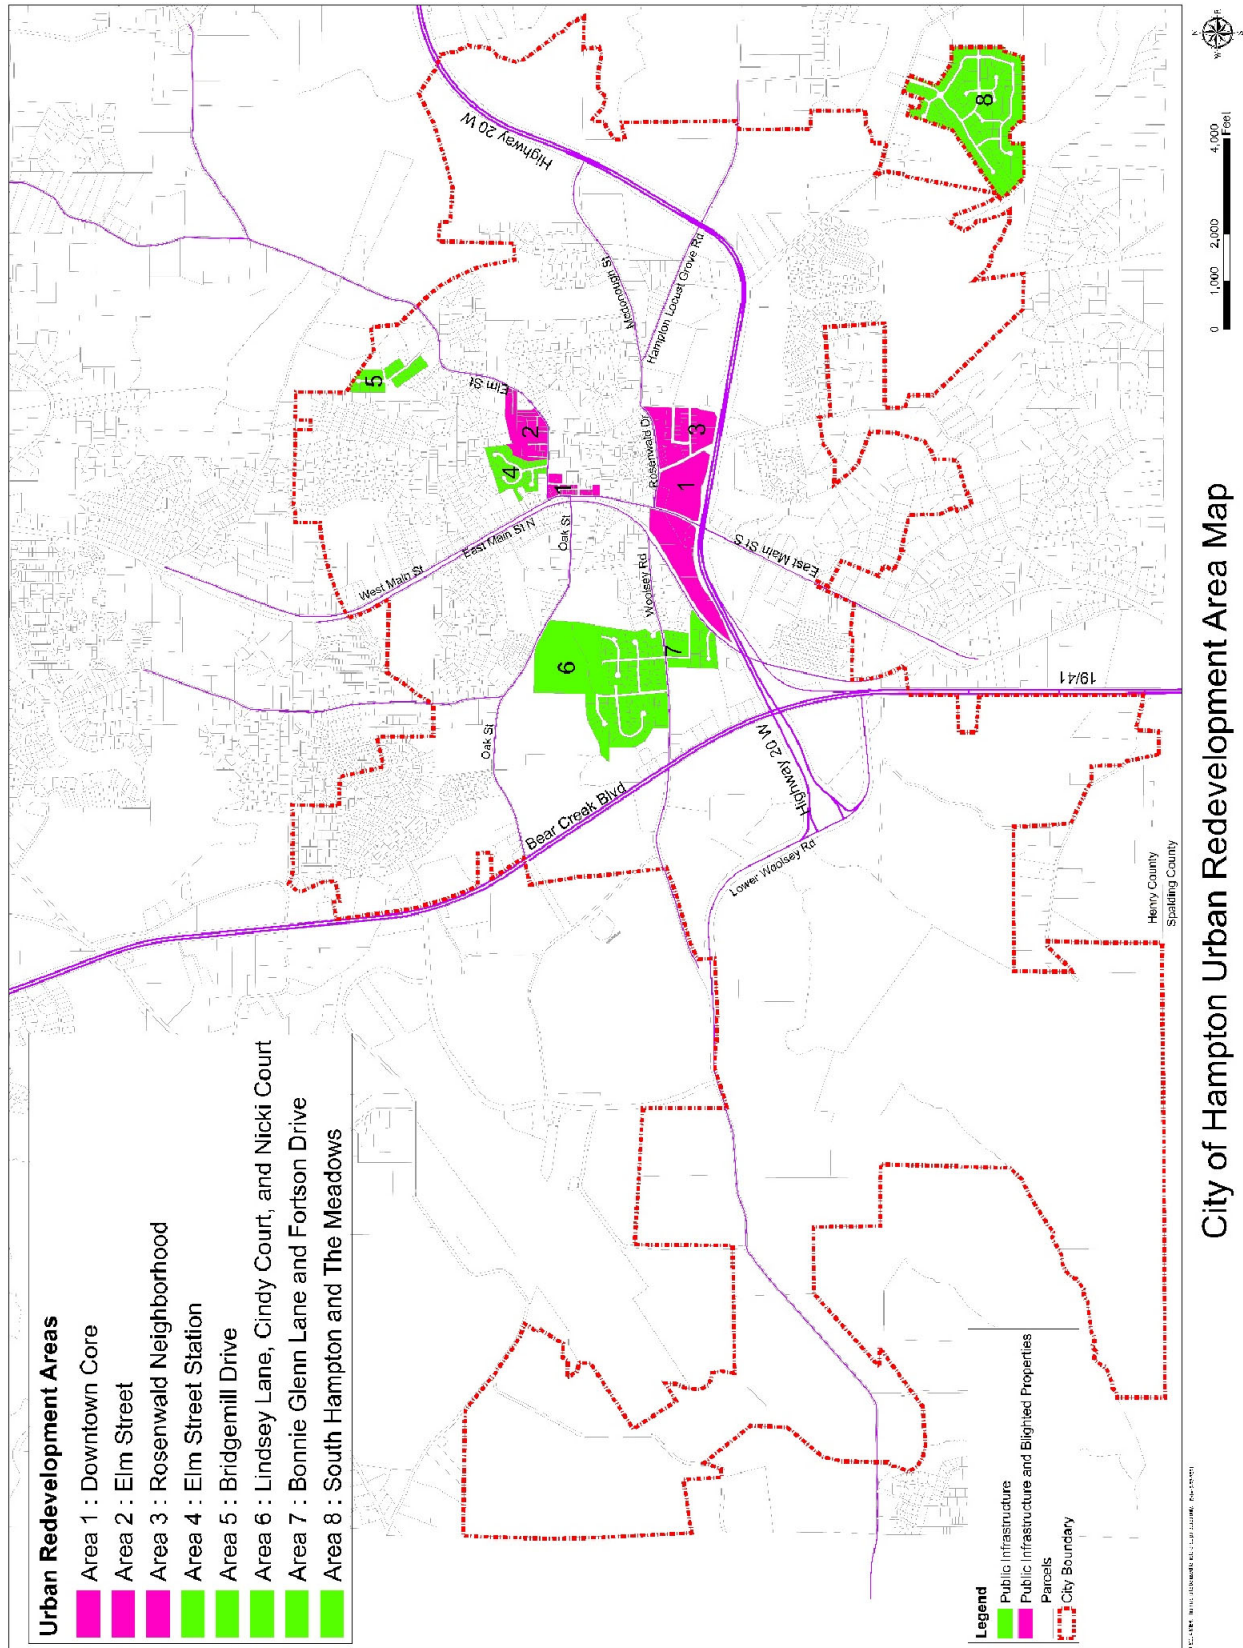 Urban Redevelopment Areas
Area 1 : Downtown Core
Area 2 : Elm Street
Area 3 : Rosenwald Neighborhood
Area 4 : Elm Street Station
Area 5 : Bridgemill Drive
Area 6 : Lindsey Lane, Cindy Court, and Nicki Court
Area 7 : Bonnie Glenn Lane and Fortson Drive
Area 8 : South Hampton and The Meadows
West Main St
East Main St N
Oak St
Oak St
Elm St
5
4
2
1
6
7
Woolsey Rd
Rosenwald Dr
1
3
Mcdonough St
Hampton Locust Grove Rd
Highway 20 W
Bear Creek Blvd
Highway 20 W
Lower Woolsey Rd
East Main St S
19/41
8
Henry County
Spalding County
Legend
Public Infrastructure
Public Infrastructure and Blighted Properties
Parcels
City Boundary
0 1,000 2,000 4,000
Feet
N
E
S
W
City of Hampton Urban Redevelopment Area Map